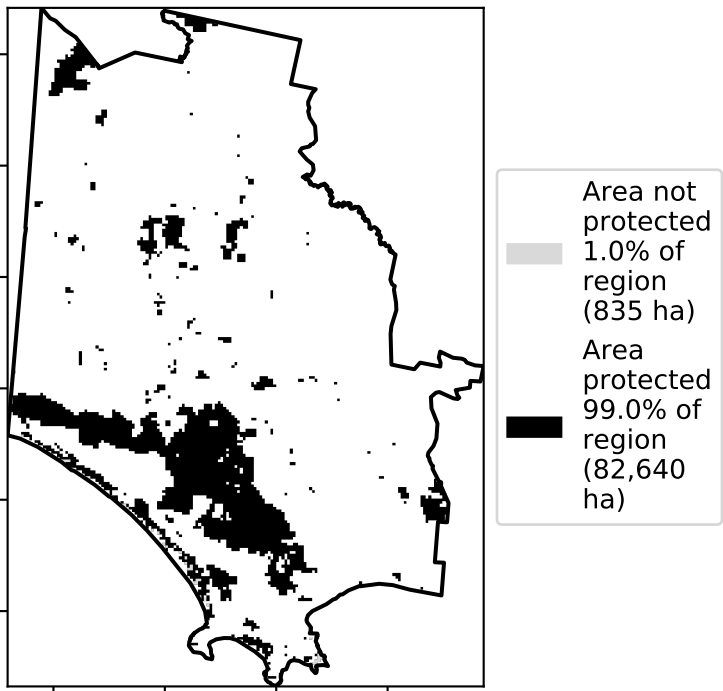 Area not
protected
1.0% of
region
(835 ha)
Area
protected
99.0% of
region
(82,640
ha)